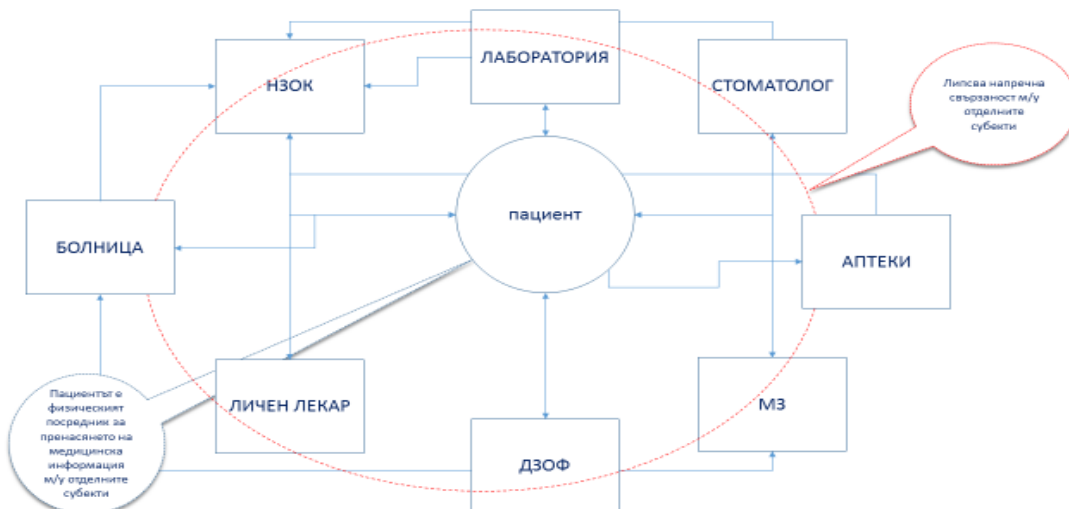 ЛАБОРАТОРИЯ
НЗОК
СТОМАТОЛОГ
Липсва напречна
свързаност м/у
отделните
субекти
пациент
БОЛНИЦА
АПТЕКИ
Пациентът е
физическият
посредник за
пренасянето на
медицинска
информация
м/у отделните
субекти
ЛИЧЕН ЛЕКАР
МЗ
ДЗОФ